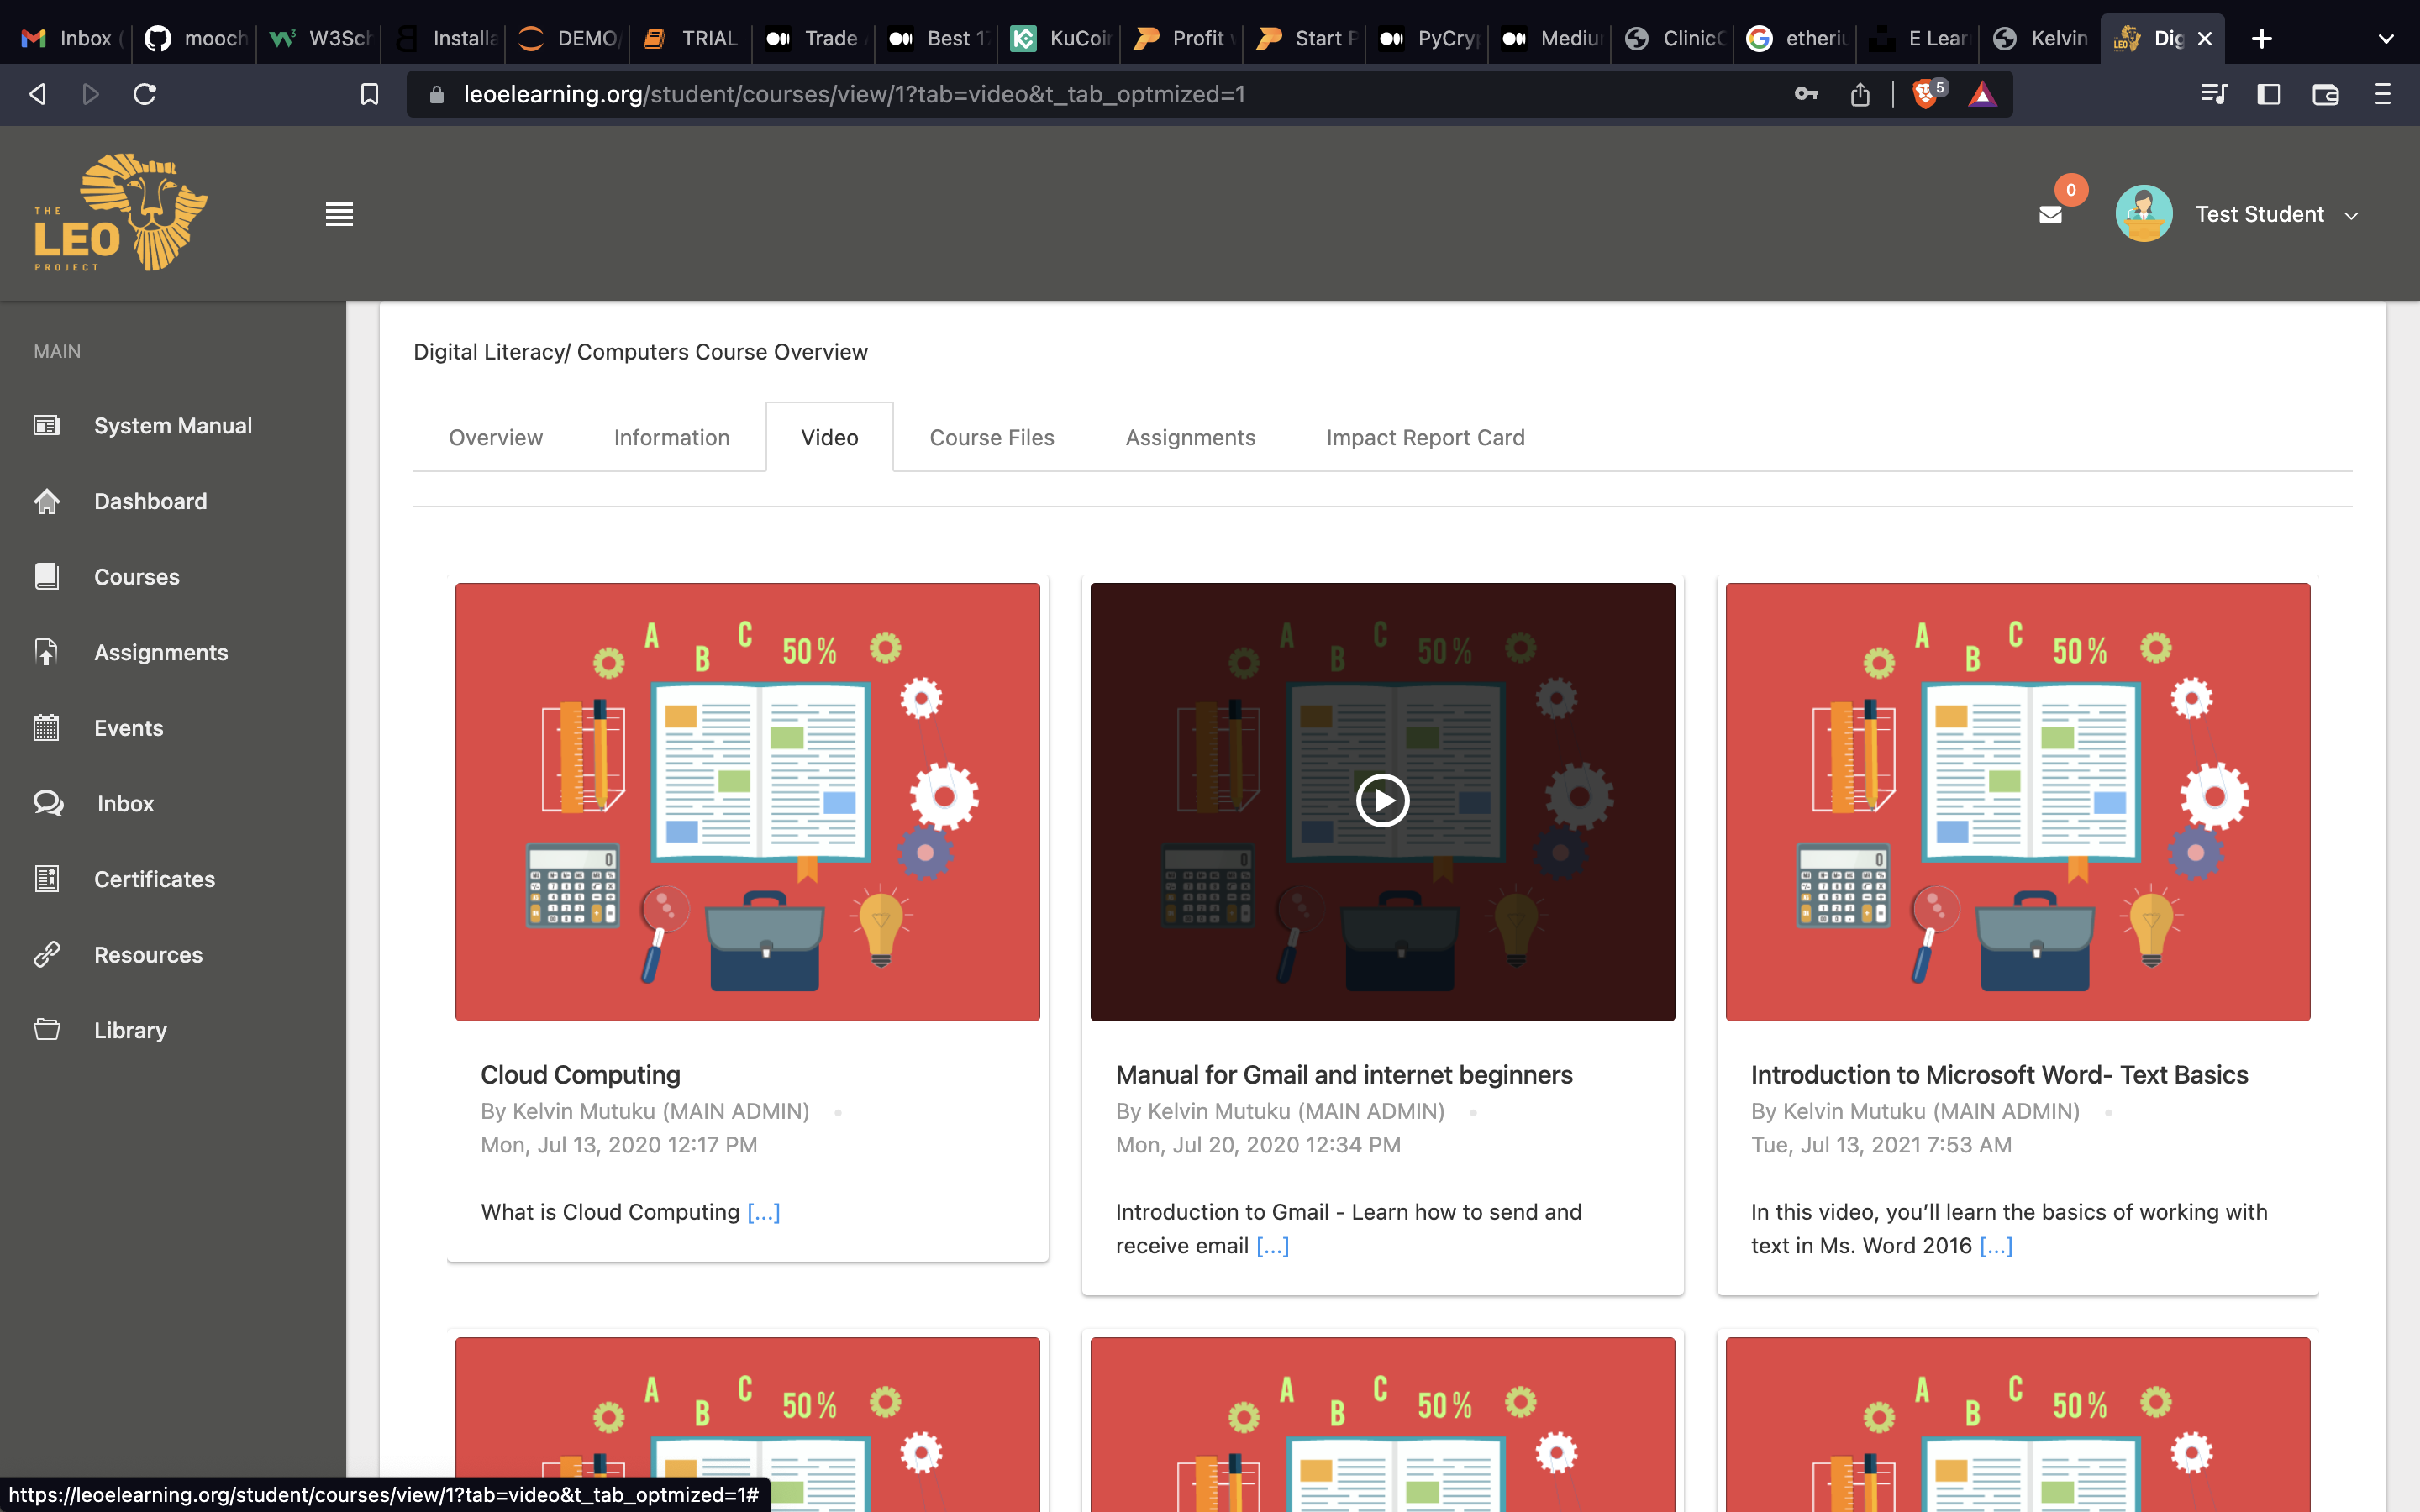 Inbox
mooch
W3Sch
Installa
DEMO/
TRIAL
Trade
Best 1
KuCoin
Profit
Start P
PyCry
Mediu
Clinic
etheriu
E Lear
Kelvin
Dig
leoelearning.org/student/courses/view/1?tab=video&t_tab_optmized=1
5
THE
LEO
PROJECT
0
Test Student
MAIN
System Manual
Dashboard
Courses
Assignments
Events
Inbox
Certificates
Resources
Library
Digital Literacy/ Computers Course Overview
Overview
Information
Video
Course Files
Assignments
Impact Report Card
A B C 50%
0
A B C 50%
0
A B C 50%
0
Cloud Computing
By Kelvin Mutuku (MAIN ADMIN)
Mon, Jul 13, 2020 12:17 PM
What is Cloud Computing [...]
Manual for Gmail and internet beginners
By Kelvin Mutuku (MAIN ADMIN)
Mon, Jul 20, 2020 12:34 PM
Introduction to Gmail - Learn how to send and
receive email [...]
Introduction to Microsoft Word- Text Basics
By Kelvin Mutuku (MAIN ADMIN)
Tue, Jul 13, 2021 7:53 AM
In this video, you’ll learn the basics of working with
text in Ms. Word 2016 [...]
A B C 50%
A B C 50%
A B C 50%
https://leoelearning.org/student/courses/view/1?tab=video&t_tab_optmized=1#